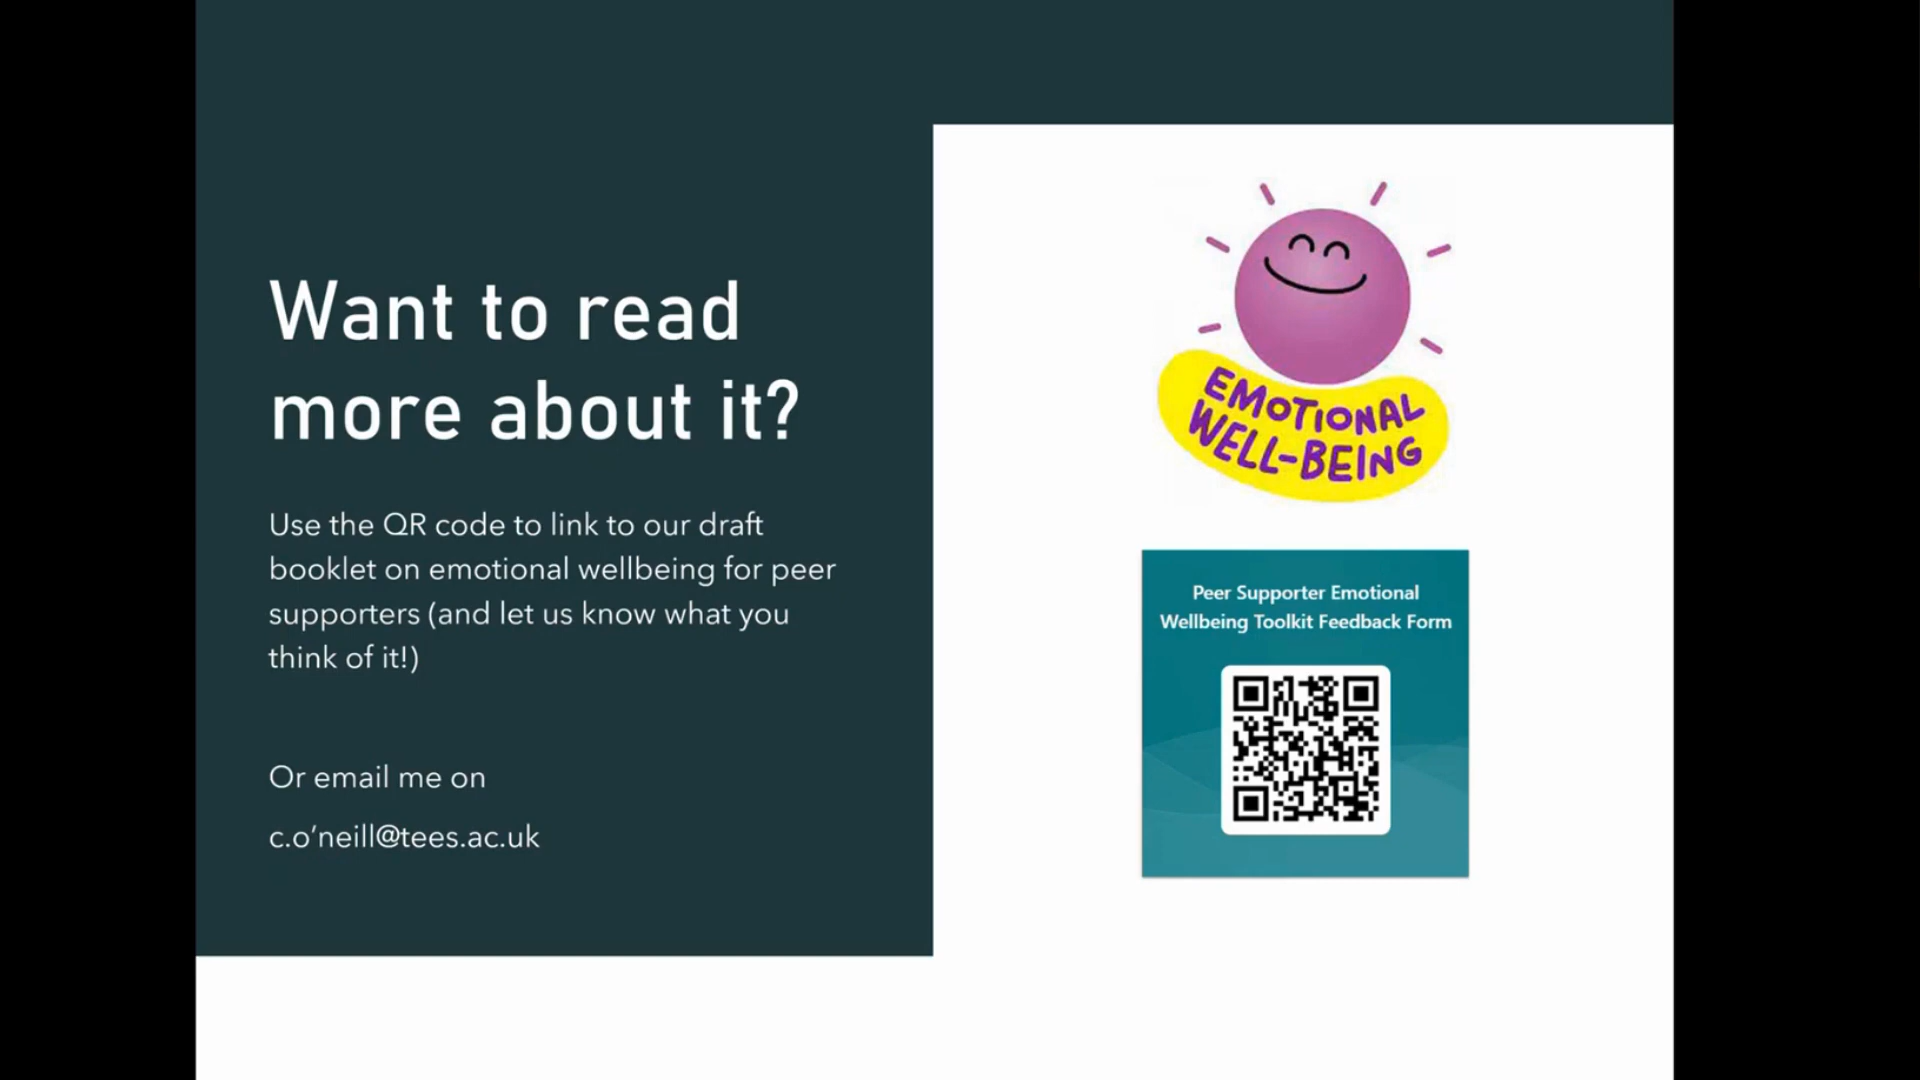 Want to read
more about it?
Use the QR code to link to our draft
booklet on emotional wellbeing for peer
supporters (and let us know what you
think of it!)
Or email me on
c.o’neill@tees.ac.uk
EMOTIONAL
WELL-BEING
Peer Supporter Emotional
Wellbeing Toolkit Feedback Form